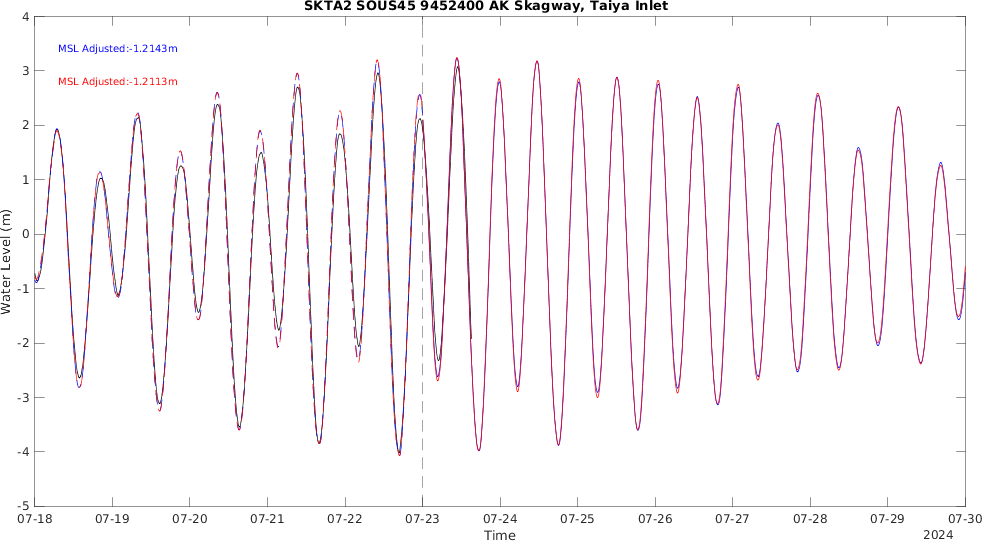 SKTA2 SOUS45 9452400 AK Skagway, Taiya Inlet
MSL Adjusted:-1.2143m
MSL Adjusted:-1.2113m
Water Level (m)
4
3
2
1
0
-1
-2
-3
-4
-5
07-18 07-19 07-20 07-21 07-22 07-23 07-24 07-25 07-26 07-27 07-28 07-29 07-30
Time
2024